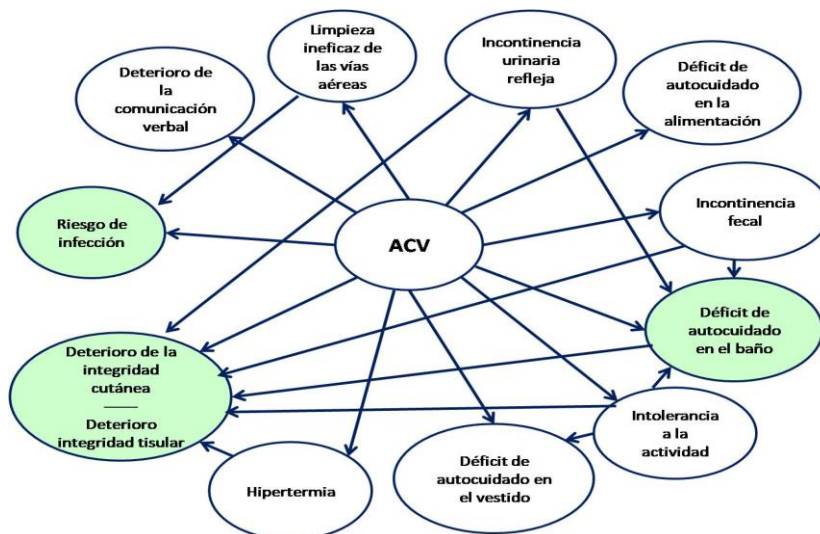 Limpieza
ineficaz de
las vías
aéreas
Incontinencia
urinaria
refleja
Deterioro de
la
comunicación
verbal
Déficit de
autocuidado
en la
alimentación
Riesgo de
infección
ACV
Incontinencia
fecal
Déficit de
autocuidado
en el baño
Deterioro de la
integridad
cutánea
Deterioro
integridad tisular
Hipertermia
Déficit de
autocuidado en
el vestido
Intolerancia
a la
actividad